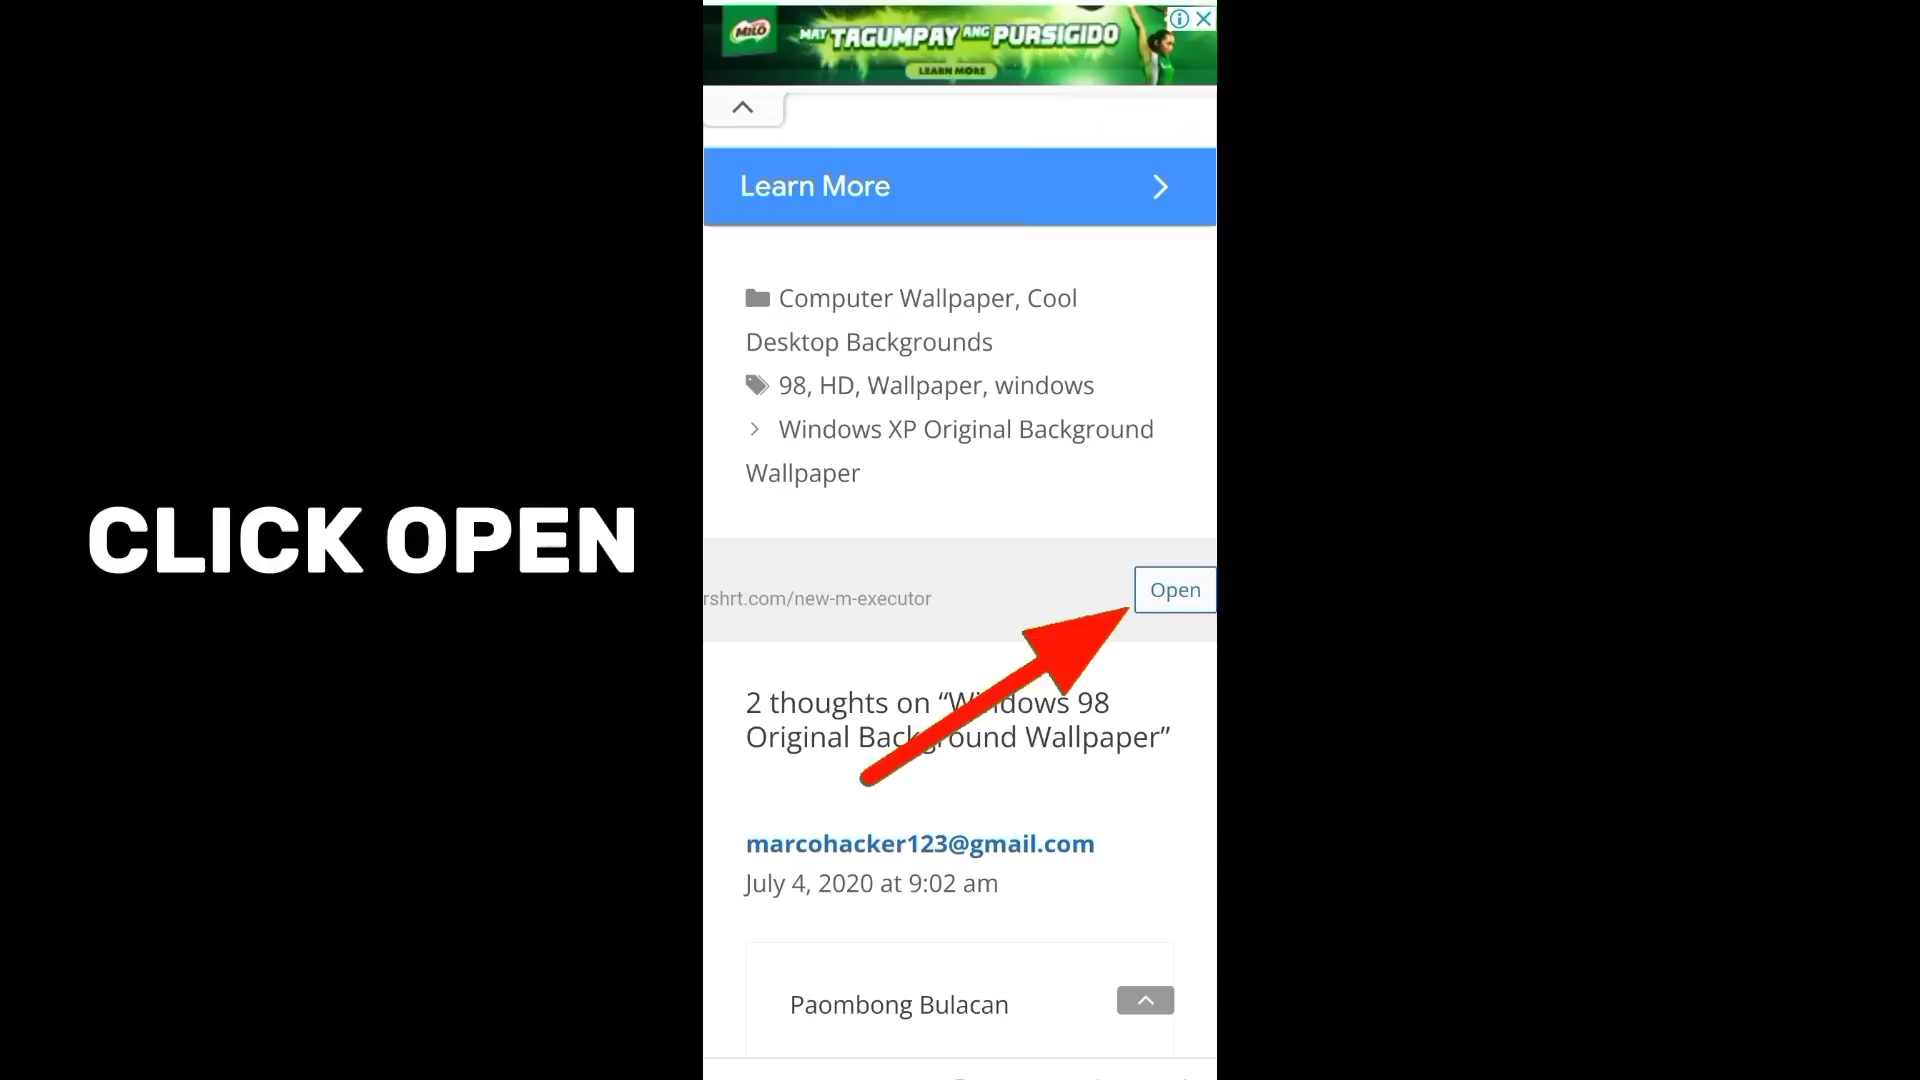 MILO
MAY TAGUMPAY ANG PURSIGIDO
LEARN MORE
Learn More
Computer Wallpaper, Cool
Desktop Backgrounds
98, HD, Wallpaper, windows
Windows XP Original Background
Wallpaper
CLICK OPEN
rshrt.com/new-m-executor
Open
2 thoughts on “Windows 98
Original Background Wallpaper”
marcohacker123@gmail.com
July 4, 2020 at 9:02 am
Paombong Bulacan